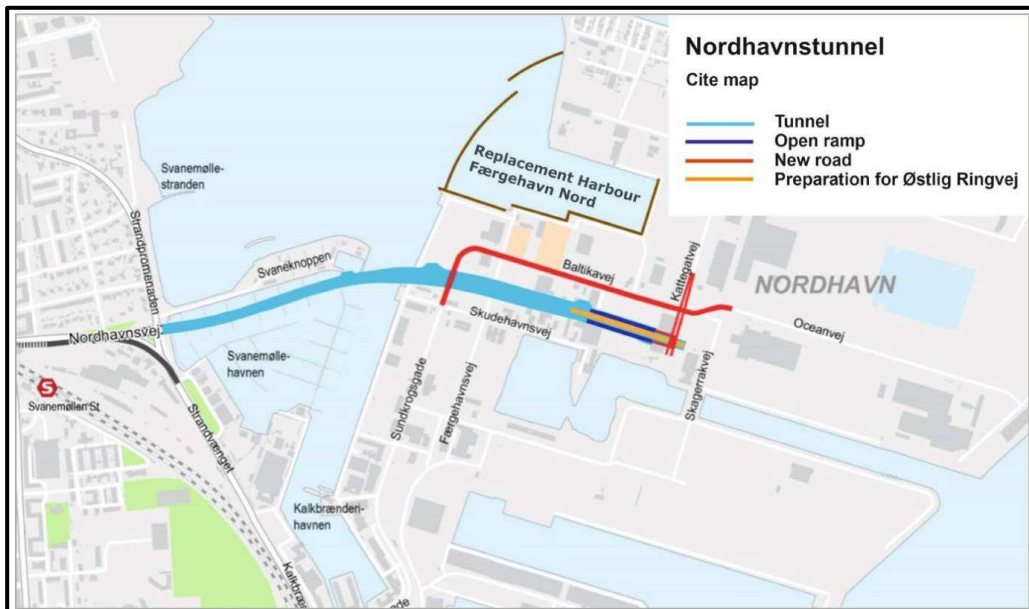 Nordhavnstunnel
Cite map
Tunnel
Open ramp
New road
Preparation for Østlig Ringvej
Replacement Harbour
Færgehavn Nord
Svanemølle-
stranden
Strandpromenaden
Svaneknoppen
Baltikavej
Kattegatvej
NORDHAVN
Nordhavnsvej
Skudehavnsvej
Oceanvej
Svanemølle-
havnen
Sundkrogsgade
Færgehavnsvej
Skagerrakvej
S
Svanemøllen St
Strandvænget
Kalkbrænderi-
havnen